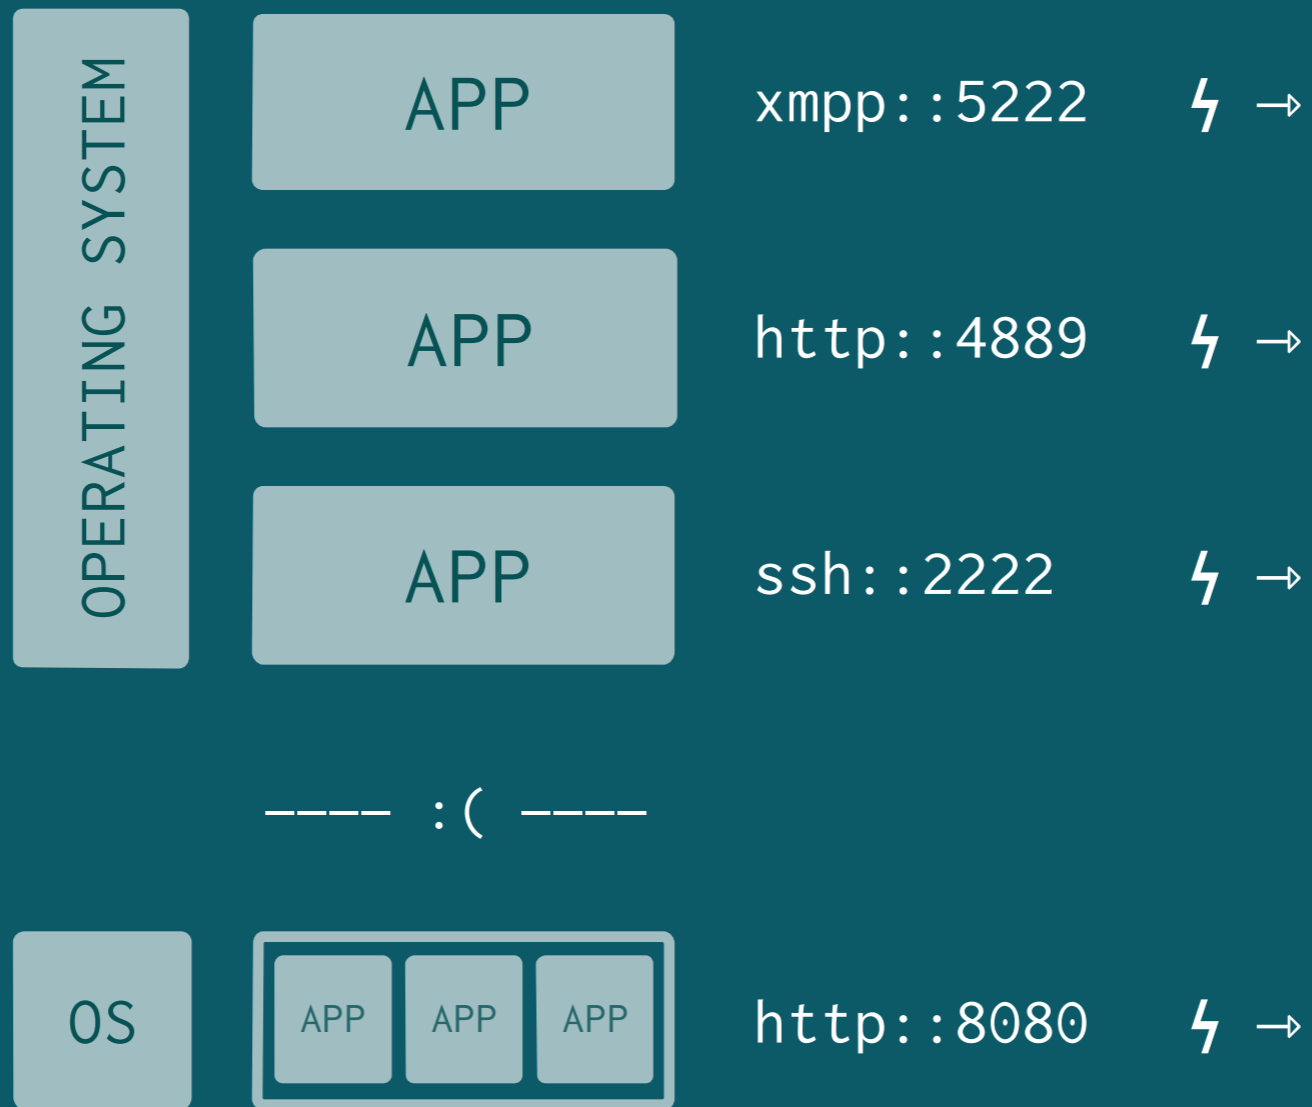 OPERATING SYSTEM
APP xmpp::5222 ϟ →
APP http::4889 ϟ →
APP ssh::2222 ϟ →
———— :( ————
OS APP APP APP http::8080 ϟ →